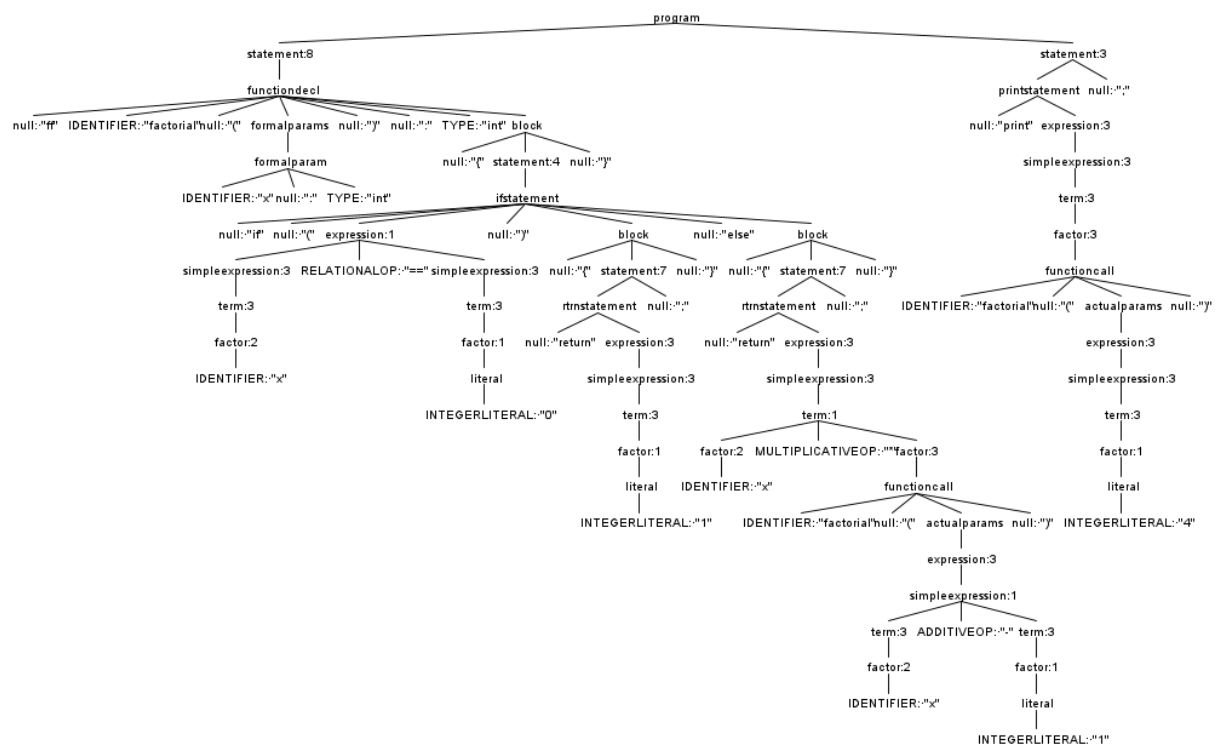 program
statement:8 statement:3
functiondecl printstatement null:·";"
null:·"ff" IDENTIFIER:·"factorial" null:·"(" formalparams null:·")" null:·":" TYPE:·"int" block null:·"print" expression:3
formalparam null:·"{" statement:4 null:·"}" simpleexpression:3
IDENTIFIER:·"x" null:·":" TYPE:·"int" ifstatement term:3
null:·"if" null:·"(" expression:1 null:·")" block null:·"else" block factor:3
simpleexpression:3 RELATIONALOP:·"==" simpleexpression:3 null:·"{" statement:7 null:·"}" null:·"{" statement:7 null:·"}" functioncall
term:3 term:3 rtrnstatement null:·";" rtrnstatement null:·";" IDENTIFIER:·"factorial" null:·"(" actualparams null:·")"
factor:2 factor:1 null:·"return" expression:3 null:·"return" expression:3 expression:3
IDENTIFIER:·"x" literal simpleexpression:3 simpleexpression:3 simpleexpression:3
INTEGERLITERAL:·"0" term:3 term:1 term:3
factor:1 factor:2 MULTIPLICATIVEOP:·"*" factor:3 factor:1
literal IDENTIFIER:·"x" functioncall literal
INTEGERLITERAL:·"1" IDENTIFIER:·"factorial" null:·"(" actualparams null:·")" INTEGERLITERAL:·"4"
expression:3
simpleexpression:1
term:3 ADDITIVEOP:·"-" term:3
factor:2 factor:1
IDENTIFIER:·"x" literal
INTEGERLITERAL:·"1"